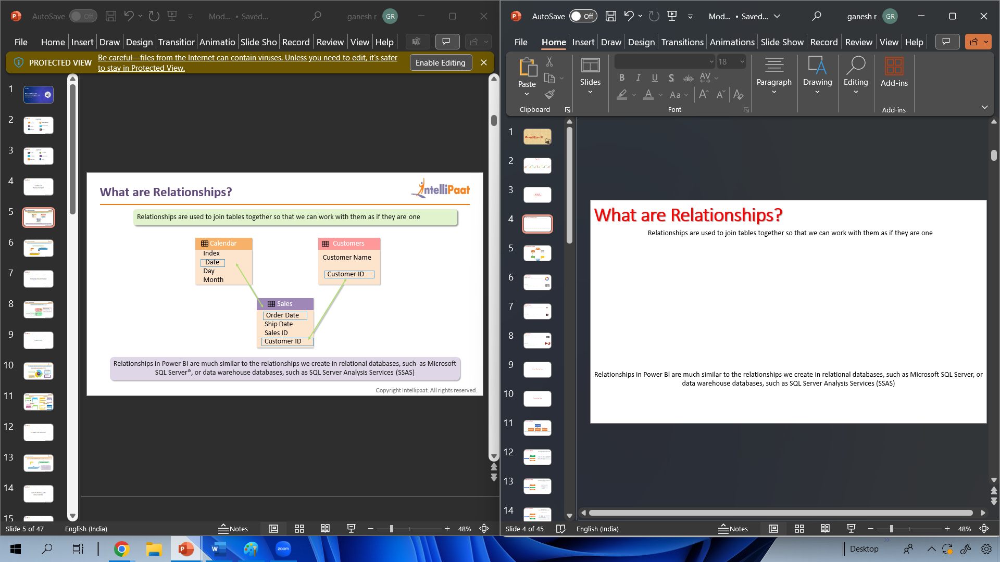 AutoSave Off Mod... • Saved... ganesh r GR
File Home Insert Draw Design Transitior Animatio Slide Sho Record Review View Help
PROTECTED VIEW Be careful—files from the Internet can contain viruses. Unless you need to edit, it's safer
to stay in Protected View.
Enable Editing
1
2
3
4
5
6
7
8
9
10
11
12
13
14
15
What are Relationships?
IntelliPaat
Relationships are used to join tables together so that we can work with them as if they are one
Calendar
Index
Date
Day
Month
Customers
Customer Name
Customer ID
Sales
Order Date
Ship Date
Sales ID
Customer ID
Relationships in Power BI are much similar to the relationships we create in relational databases, such as Microsoft
SQL Server®, or data warehouse databases, such as SQL Server Analysis Services (SSAS)
Copyright Intellipaat. All rights reserved.
Slide 5 of 47 English (India) Notes 48%
AutoSave Off Mod... • Saved... ganesh r GR
File Home Insert Draw Design Transitions Animations Slide Show Record Review View Help
Paste
Clipboard
Slides
18
B I U S ab AV
A Aa A A A
Font
Paragraph
Drawing
Editing
Add-ins
Add-ins
1
2
3
4
5
6
7
8
9
10
11
12
13
14
What are Relationships?
Relationships are used to join tables together so that we can work with them as if they are one
Relationships in Power Bl are much similar to the relationships we create in relational databases, such as Microsoft SQL Server, or
data warehouse databases, such as SQL Server Analysis Services (SSAS)
Slide 4 of 45 English (India) Notes 48%
zoom
Desktop